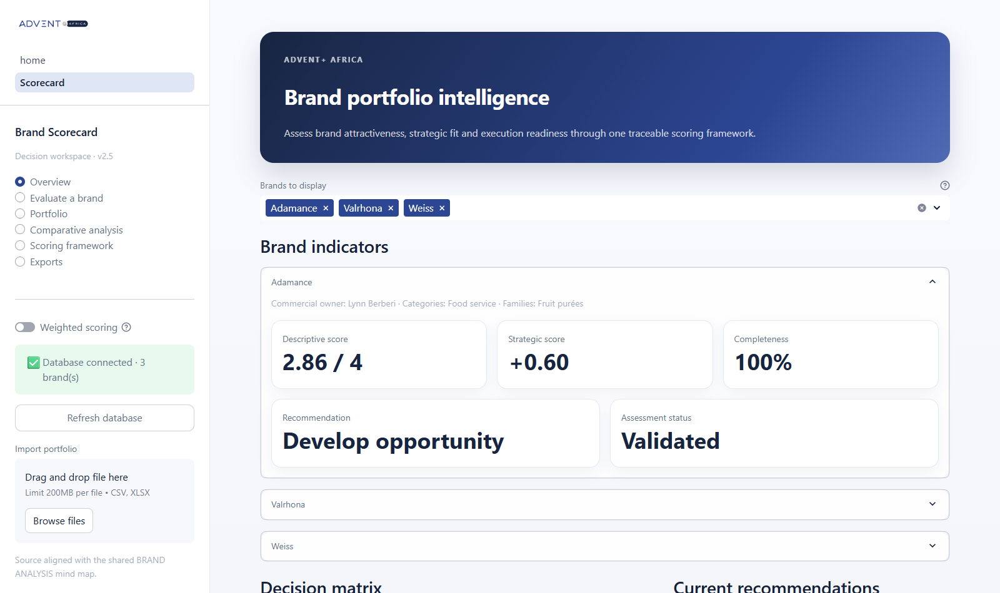 ADVENT+ AFRICA
home
Scorecard
Brand Scorecard
Decision workspace · v2.5
Overview
Evaluate a brand
Portfolio
Comparative analysis
Scoring framework
Exports
Weighted scoring
Database connected · 3
brand(s)
Refresh database
Import portfolio
Drag and drop file here
Limit 200MB per file • CSV, XLSX
Browse files
Source aligned with the shared BRAND
ANALYSIS mind map.
ADVENT+ AFRICA
Brand portfolio intelligence
Assess brand attractiveness, strategic fit and execution readiness through one traceable scoring framework.
Brands to display
Adamance × Valrhona × Weiss ×
Brand indicators
Adamance
Commercial owner: Lynn Berberi · Categories: Food service · Families: Fruit purées
Descriptive score
2.86 / 4
Strategic score
+0.60
Completeness
100%
Recommendation
Develop opportunity
Assessment status
Validated
Valrhona
Weiss
Decision matrix
Current recommendations